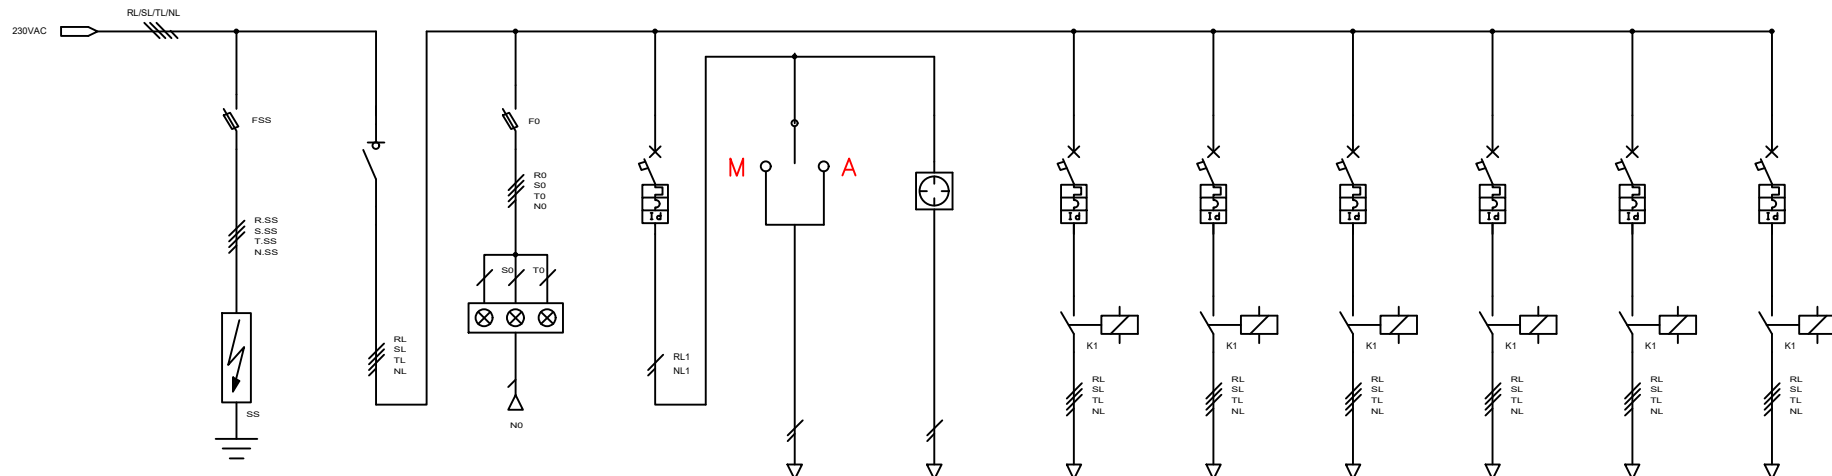 RL/SL/TL/NL
230VAC
FSS
R.SS
S.SS
T.SS
N.SS
SS
RL
SL
TL
NL
F0
R0
S0
T0
N0
S0
T0
N0
RL1
NL1
M
A
Id
K1
RL
SL
TL
NL
Id
K1
RL
SL
TL
NL
Id
K1
RL
SL
TL
NL
Id
K1
RL
SL
TL
NL
Id
K1
RL
SL
TL
NL
Id
K1
RL
SL
TL
NL
Id